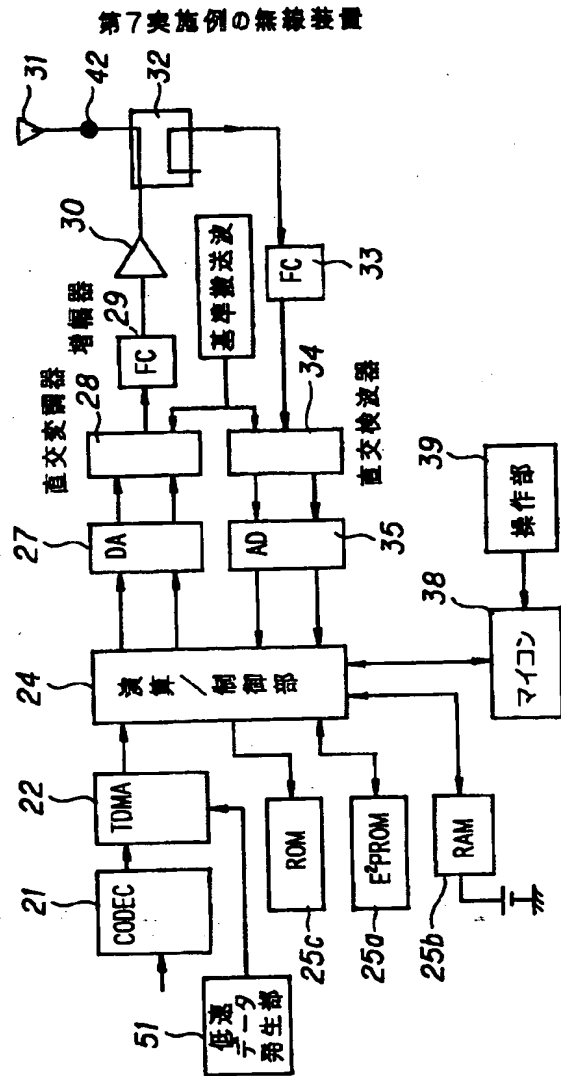 第7実施例の無線装置
31
42
32
30
増幅器
29
FC
基準搬送波
FC
33
直交変調器
28
34
直交検波器
27
DA
AD
35
39
操作部
24
演算/制御部
38
マイコン
22
TDMA
21
CODEC
ROM
25c
E²PROM
25a
RAM
25b
51
低速
データ
発生部